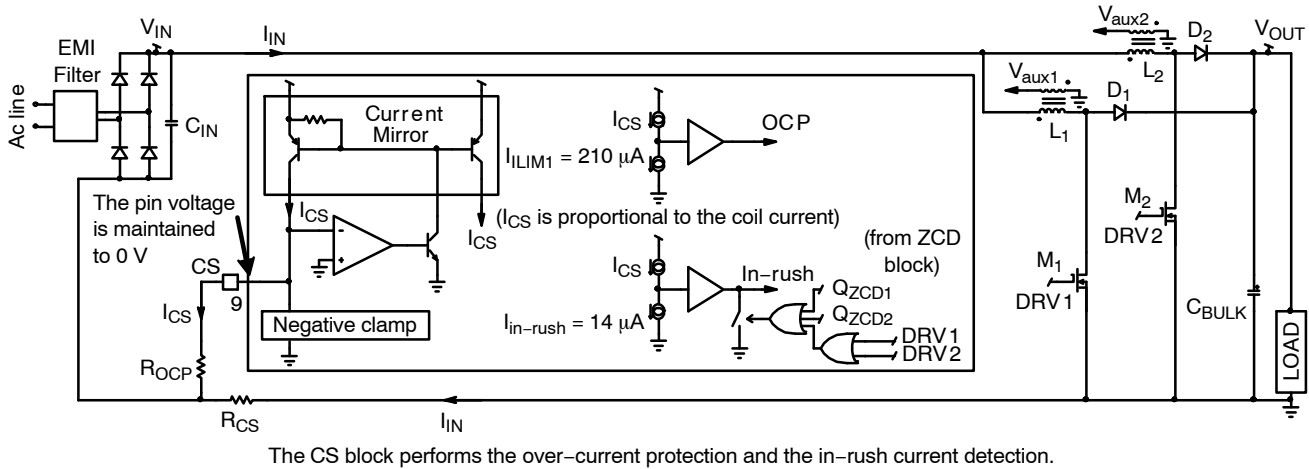 V_IN
I_IN
EMI
Filter
Ac line
C_IN
V_aux2
D_2
V_OUT
L_2
V_aux1
D_1
L_1
Current
Mirror
I_CS
OCP
I_ILIM1 = 210 μA
The pin voltage
is maintained
to 0 V
I_CS
I_CS
(I_CS is proportional to the coil current)
M_2
DRV2
(from ZCD
block)
CS
9
I_CS
In−rush
Q_ZCD1
Q_ZCD2
M_1
DRV1
I_CS
Negative clamp
I_in−rush = 14 μA
DRV1
DRV2
C_BULK
LOAD
R_OCP
R_CS
I_IN
The CS block performs the over−current protection and the in−rush current detection.